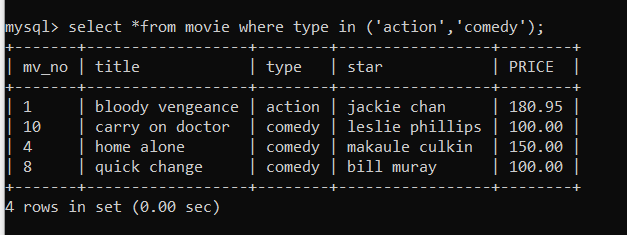 mysql> select *from movie where type in ('action','comedy');
+-------+------------------+--------+-----------------+--------+
| mv_no | title            | type   | star            | PRICE  |
+-------+------------------+--------+-----------------+--------+
| 1     | bloody vengeance | action | jackie chan     | 180.95 |
| 10    | carry on doctor  | comedy | leslie phillips | 100.00 |
| 4     | home alone       | comedy | makaule culkin  | 150.00 |
| 8     | quick change     | comedy | bill muray      | 100.00 |
+-------+------------------+--------+-----------------+--------+
4 rows in set (0.00 sec)